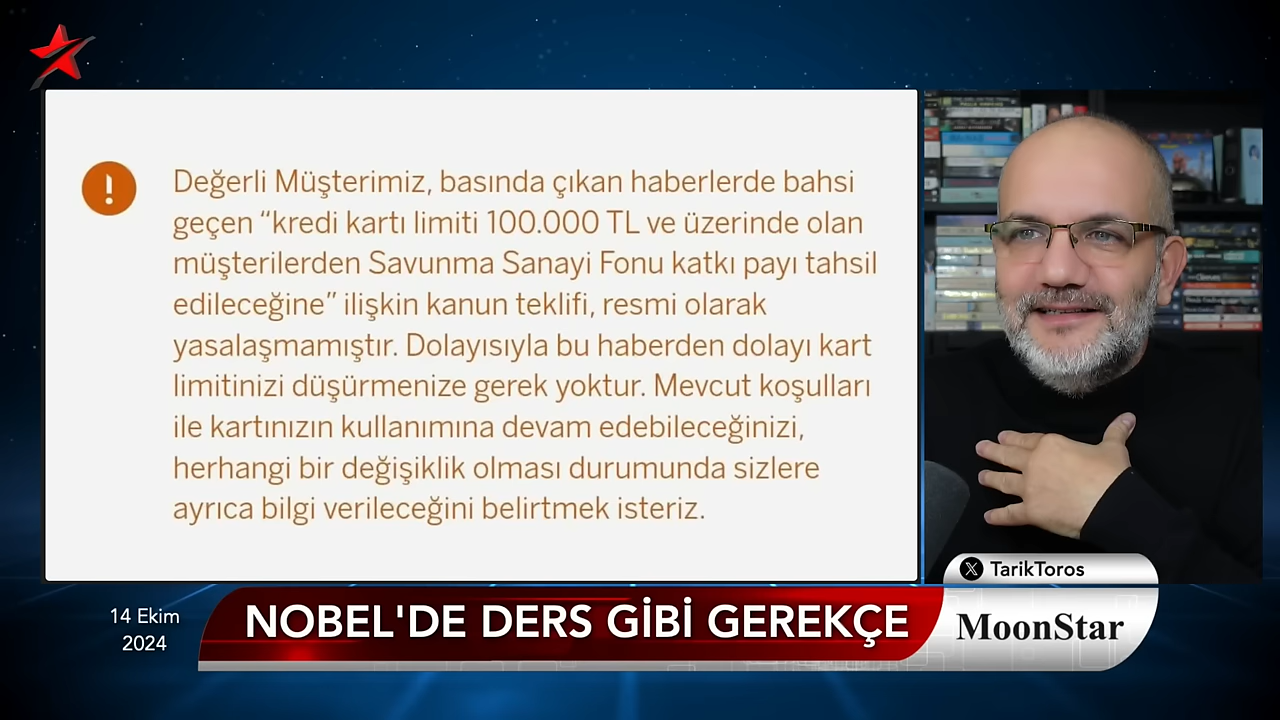 Değerli Müşterimiz, basında çıkan haberlerde bahsi
geçen “kredi kartı limiti 100.000 TL ve üzerinde olan
müşterilerden Savunma Sanayi Fonu katkı payı tahsil
edileceğine” ilişkin kanun teklifi, resmi olarak
yasalaşmamıştır. Dolayısıyla bu haberden dolayı kart
limitinizi düşürmenize gerek yoktur. Mevcut koşulları
ile kartınızın kullanımına devam edebileceğinizi,
herhangi bir değişiklik olması durumunda sizlere
ayrıca bilgi verileceğini belirtmek isteriz.
TarikToros
14 Ekim
2024
NOBEL'DE DERS GİBİ GEREKÇE
MoonStar